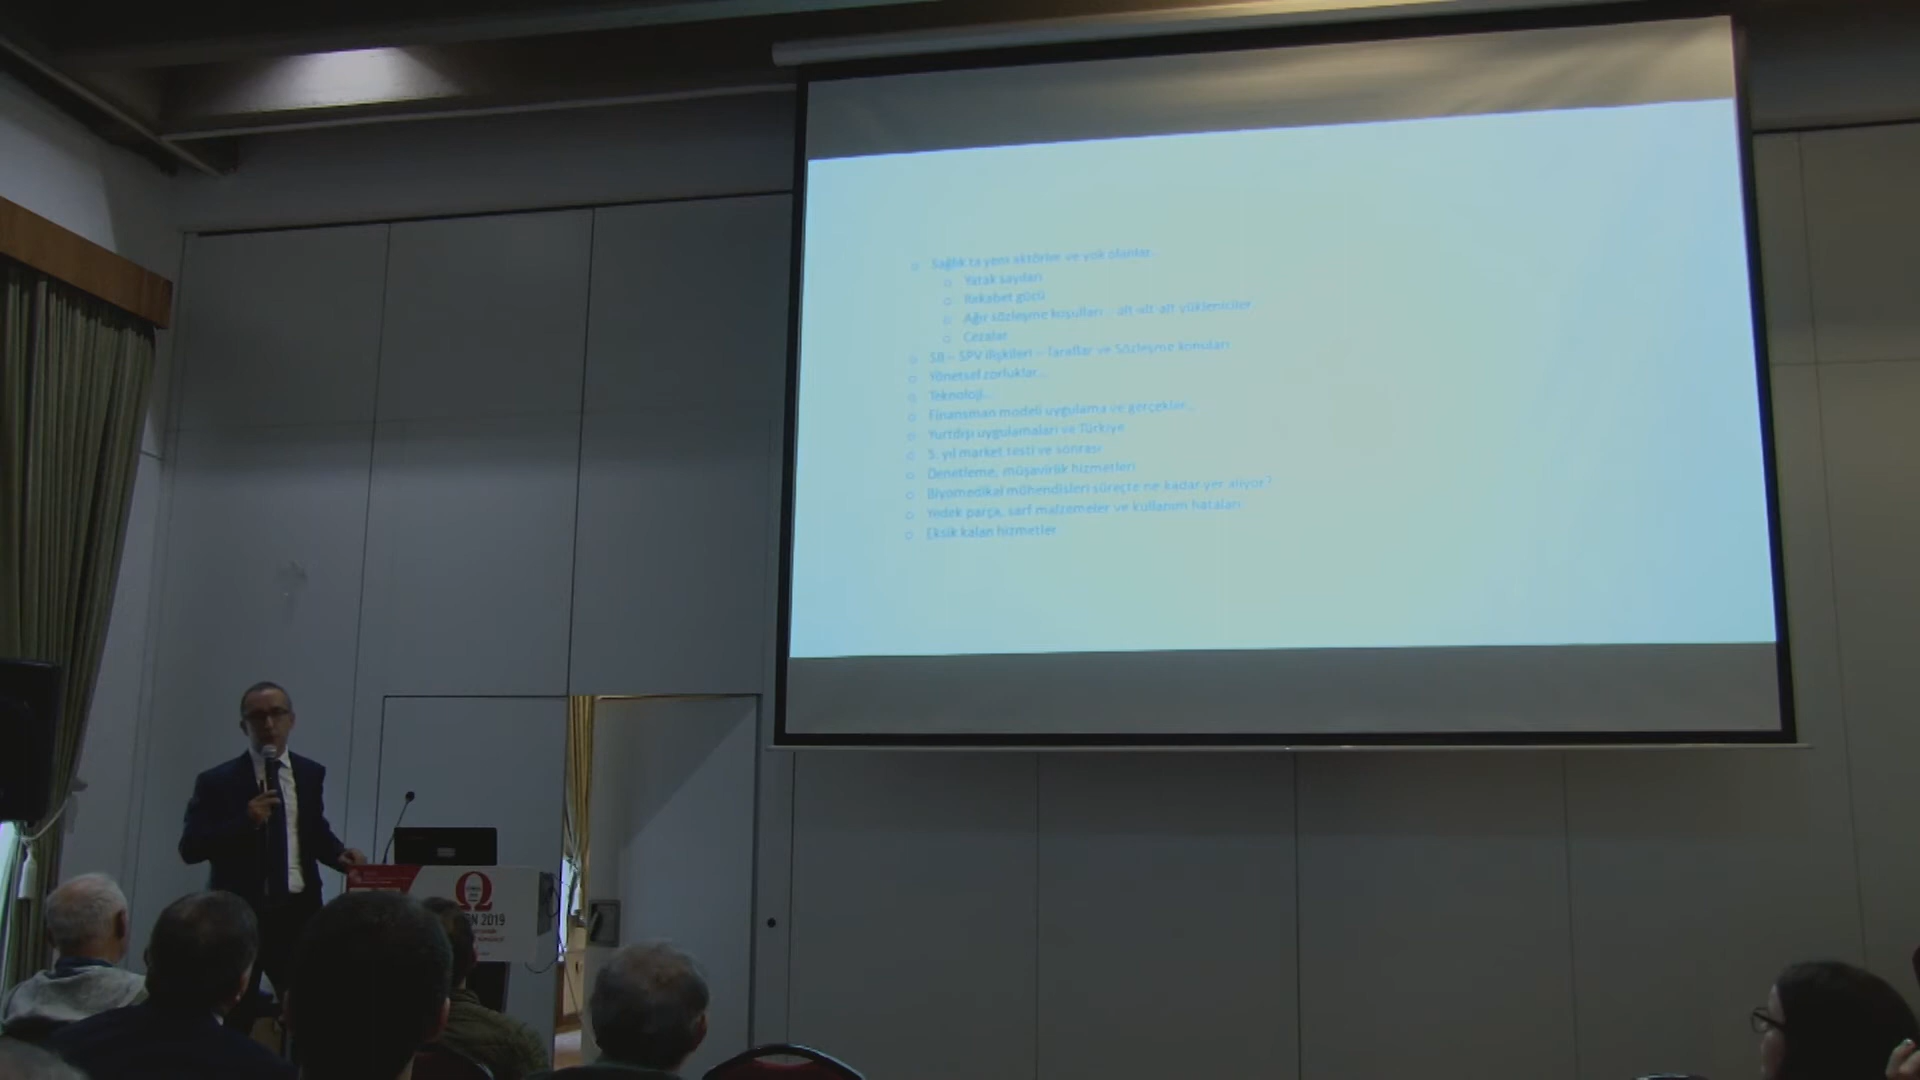 Sağlık ta yeni aktörler ve yok olanlar..
Yatak sayıları
Rekabet gücü
Ağır sözleşme koşulları .. alt-alt-alt yükleniciler
Cezalar
SB – SPV ilişkileri – Taraflar ve Sözleşme konuları
Yönetsel zorluklar...
Teknoloji...
Finansman modeli uygulama ve gerçekler...
Yurtdışı uygulamaları ve Türkiye
5. yıl market testi ve sonrası
Denetleme, müşavirlik hizmetleri
Biyomedikal mühendisleri süreçte ne kadar yer alıyor?
Yedek parça, sarf malzemeler ve kullanım hataları
Eksik kalan hizmetler
2019